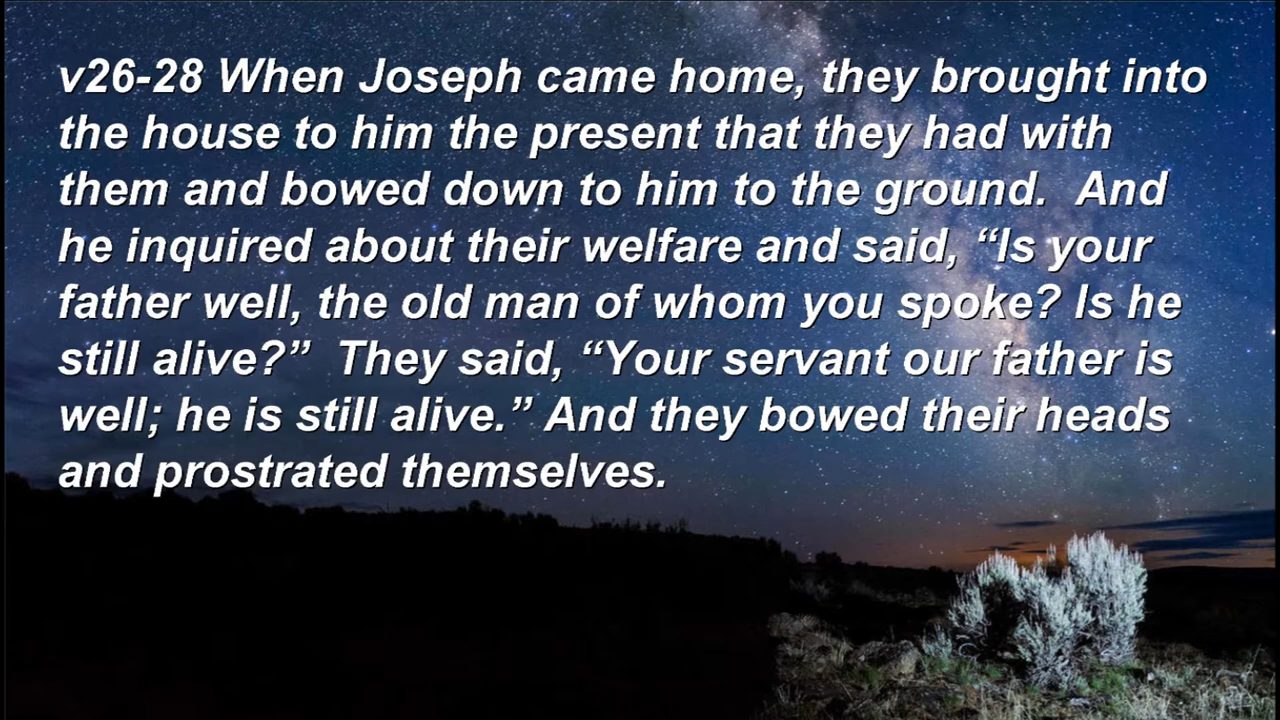 v26-28 When Joseph came home, they brought into
the house to him the present that they had with
them and bowed down to him to the ground.  And
he inquired about their welfare and said, “Is your
father well, the old man of whom you spoke? Is he
still alive?”  They said, “Your servant our father is
well; he is still alive.” And they bowed their heads
and prostrated themselves.